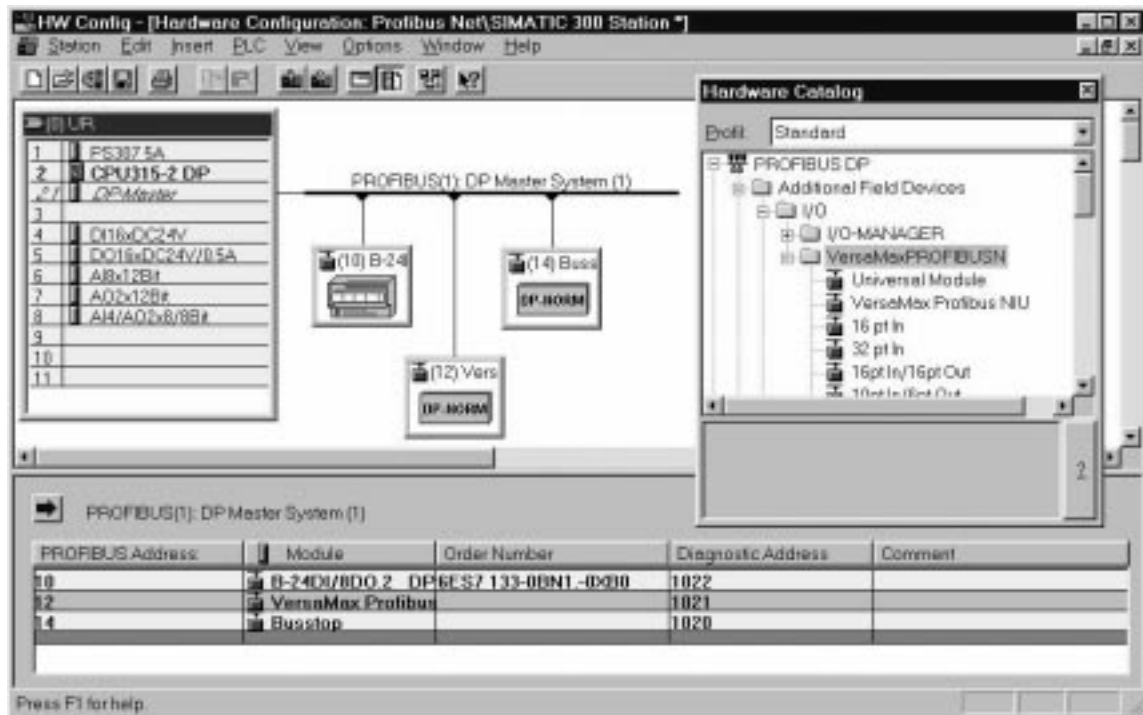 HW Config - [Hardware Configuration: Profibus Net\SIMATIC 300 Station *]
Station Edit Insert PLC View Options Window Help
(0) UR
1 PS307 5A
2 CPU315-2 DP
2.1 DP-Master
3
4 DI16xDC24V
5 DO16xDC24V/0.5A
6 AI8x12Bit
7 AO2x12Bit
8 AI4/AO2x8/8Bit
9
10
11
PROFIBUS(1): DP Master System (1)
(10) B-24
(14) Buss
DP-NORM
(12) Vers
DP-NORM
Hardware Catalog
Profil: Standard
PROFIBUS DP
Additional Field Devices
I/O
I/O-MANAGER
VersaMaxPROFIBUSN
Universal Module
VersaMax Profibus NIU
16 pt In
32 pt In
16pt In/16pt Out
?
PROFIBUS(1): DP Master System (1)
PROFIBUS Address: Module Order Number Diagnostic Address Comment
10 B-24DI/8DO.2 DP 6ES7 133-0BN1.-0XB0 1022
12 VersaMax Profibus 1021
14 Busstop 1020
Press F1 for help.